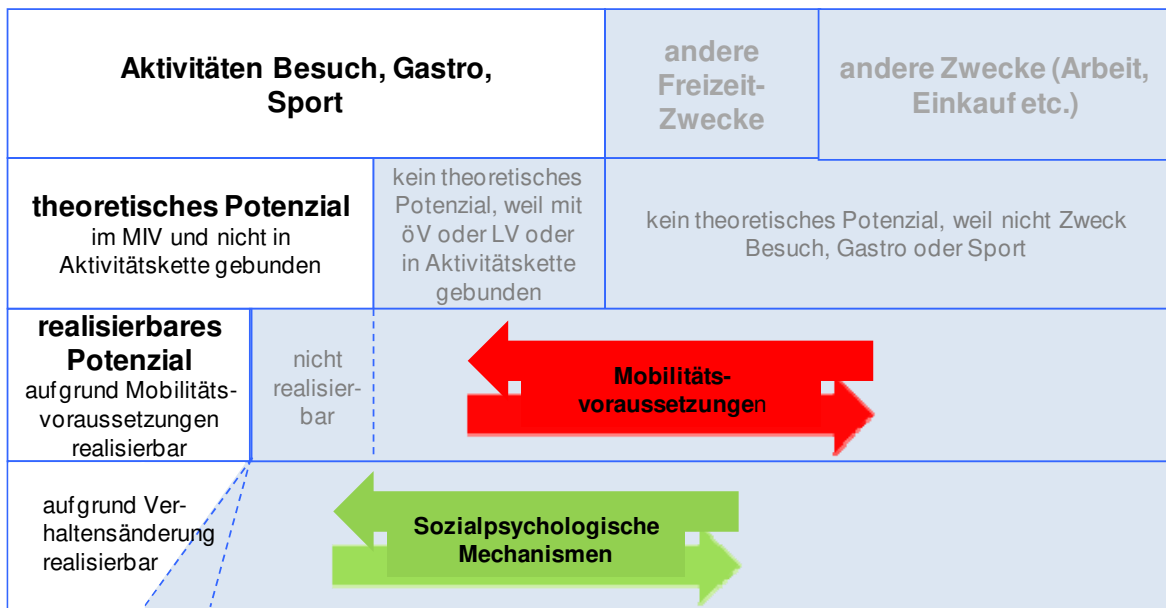 Aktivitäten Besuch, Gastro,
Sport
andere
Freizeit-
Zwecke
andere Zwecke (Arbeit,
Einkauf etc.)
theoretisches Potenzial
im MIV und nicht in
Aktivitätskette gebunden
kein theoretisches
Potenzial, weil mit
öV oder LV oder
in Aktivitätskette
gebunden
kein theoretisches Potenzial, weil nicht Zweck
Besuch, Gastro oder Sport
realisierbares
Potenzial
aufgrund Mobilitäts-
voraussetzungen
realisierbar
nicht
realisier-
bar
Mobilitäts-
voraussetzungen
aufgrund Ver-
haltensänderung
realisierbar
Sozialpsychologische
Mechanismen